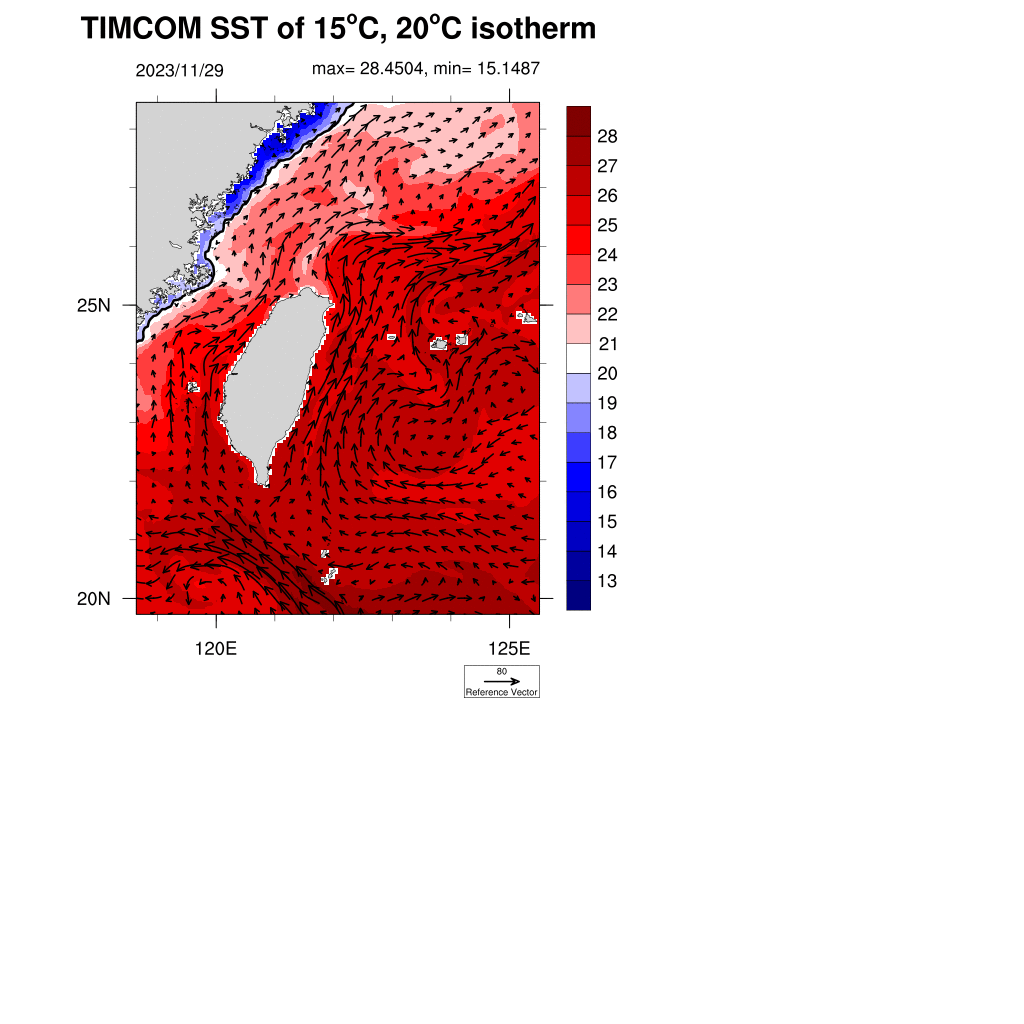 TIMCOM SST of 15°C, 20°C isotherm
2023/11/29
max= 28.4504, min= 15.1487
28
27
26
25
24
23
22
21
20
19
18
17
16
15
14
13
25N
20N
120E
125E
80
Reference Vector